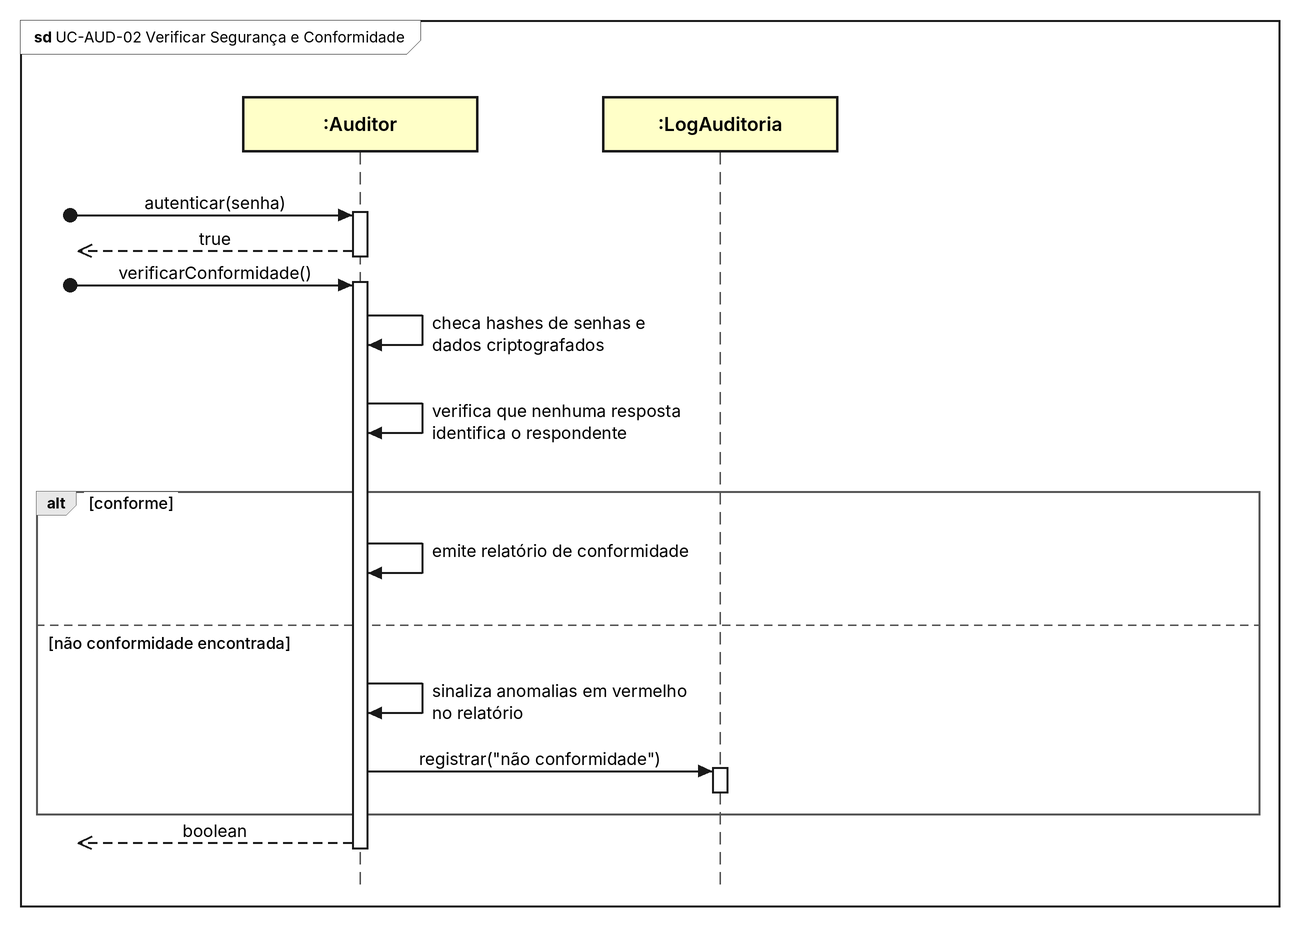 sd UC-AUD-02 Verificar Segurança e Conformidade
:Auditor
:LogAuditoria
autenticar(senha)
true
verificarConformidade()
checa hashes de senhas e
dados criptografados
verifica que nenhuma resposta
identifica o respondente
alt [conforme]
emite relatório de conformidade
[não conformidade encontrada]
sinaliza anomalias em vermelho
no relatório
registrar("não conformidade")
boolean